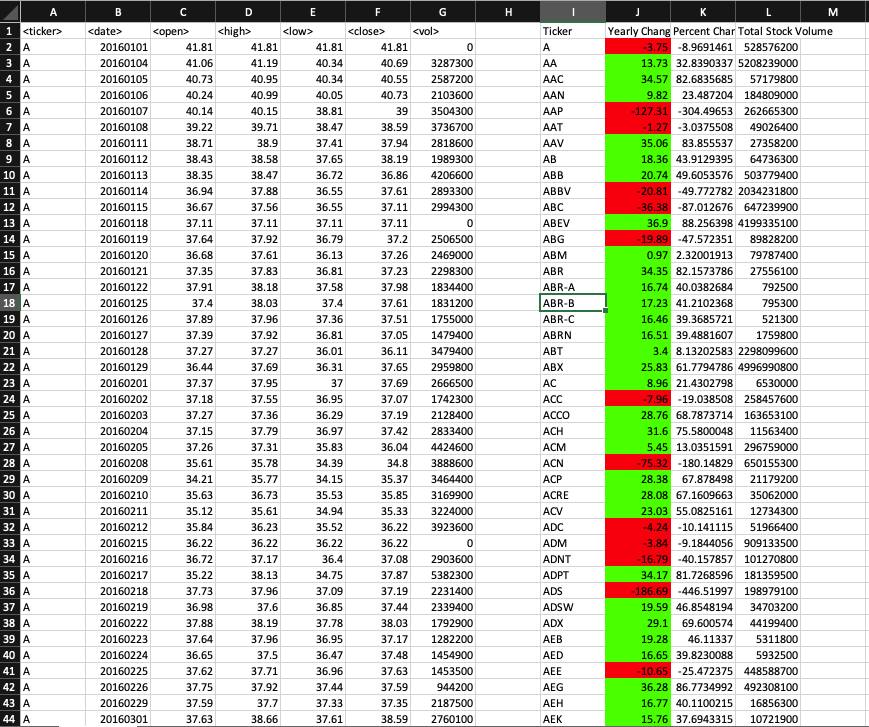 A B C D E F G H I J K L M
1 <ticker> <date> <open> <high> <low> <close> <vol> Ticker Yearly Chang Percent Char Total Stock Volume
2 A 20160101 41.81 41.81 41.81 41.81 0 A -3.75 -8.9691461 528576200
3 A 20160104 41.06 41.19 40.34 40.69 3287300 AA 13.73 32.8390337 5208239000
4 A 20160105 40.73 40.95 40.34 40.55 2587200 AAC 34.57 82.6835685 57179800
5 A 20160106 40.24 40.99 40.05 40.73 2103600 AAN 9.82 23.487204 184809000
6 A 20160107 40.14 40.15 38.81 39 3504300 AAP -127.31 -304.49653 262665300
7 A 20160108 39.22 39.71 38.47 38.59 3736700 AAT -1.27 -3.0375508 49026400
8 A 20160111 38.71 38.9 37.41 37.94 2818600 AAV 35.06 83.855537 27358200
9 A 20160112 38.43 38.58 37.65 38.19 1989300 AB 18.36 43.9129395 64736300
10 A 20160113 38.35 38.47 36.72 36.86 4206600 ABB 20.74 49.6053576 503779400
11 A 20160114 36.94 37.88 36.55 37.61 2893300 ABBV -20.81 -49.772782 2034231800
12 A 20160115 36.67 37.56 36.55 37.11 2994300 ABC -36.38 -87.012676 647239900
13 A 20160118 37.11 37.11 37.11 37.11 0 ABEV 36.9 88.256398 4199335100
14 A 20160119 37.64 37.92 36.79 37.2 2506500 ABG -19.89 -47.572351 89828200
15 A 20160120 36.68 37.61 36.13 37.26 2469000 ABM 0.97 2.32001913 79787400
16 A 20160121 37.35 37.83 36.81 37.23 2298300 ABR 34.35 82.1573786 27556100
17 A 20160122 37.91 38.18 37.58 37.98 1834400 ABR-A 16.74 40.0382684 792500
18 A 20160125 37.4 38.03 37.4 37.61 1831200 ABR-B 17.23 41.2102368 795300
19 A 20160126 37.89 37.96 37.36 37.51 1755000 ABR-C 16.46 39.3685721 521300
20 A 20160127 37.39 37.92 36.81 37.05 1479400 ABRN 16.51 39.4881607 1759800
21 A 20160128 37.27 37.27 36.01 36.11 3479400 ABT 3.4 8.13202583 2298099600
22 A 20160129 36.44 37.69 36.31 37.65 2959800 ABX 25.83 61.7794786 4996990800
23 A 20160201 37.37 37.95 37 37.69 2666500 AC 8.96 21.4302798 6530000
24 A 20160202 37.18 37.55 36.95 37.07 1742300 ACC -7.96 -19.038508 258457600
25 A 20160203 37.27 37.36 36.29 37.19 2128400 ACCO 28.76 68.7873714 163653100
26 A 20160204 37.15 37.79 36.97 37.42 2833400 ACH 31.6 75.5800048 11563400
27 A 20160205 37.26 37.31 35.83 36.04 4424600 ACM 5.45 13.0351591 296759000
28 A 20160208 35.61 35.78 34.39 34.8 3888600 ACN -75.32 -180.14829 650155300
29 A 20160209 34.21 35.77 34.15 35.37 3464400 ACP 28.38 67.878498 21179200
30 A 20160210 35.63 36.73 35.53 35.85 3169900 ACRE 28.08 67.1609663 35062000
31 A 20160211 35.12 35.61 34.94 35.33 3224000 ACV 23.03 55.0825161 12734300
32 A 20160212 35.84 36.23 35.52 36.22 3923600 ADC -4.24 -10.141115 51966400
33 A 20160215 36.22 36.22 36.22 36.22 0 ADM -3.84 -9.1844056 909133500
34 A 20160216 36.72 37.17 36.4 37.08 2903600 ADNT -16.79 -40.157857 101270800
35 A 20160217 35.22 38.13 34.75 37.87 5382300 ADPT 34.17 81.7268596 181359500
36 A 20160218 37.73 37.96 37.09 37.19 2231400 ADS -186.69 -446.51997 198979100
37 A 20160219 36.98 37.6 36.85 37.44 2339400 ADSW 19.59 46.8548194 34703200
38 A 20160222 37.88 38.19 37.78 38.03 1792900 ADX 29.1 69.600574 44199400
39 A 20160223 37.64 37.96 36.95 37.17 1282200 AEB 19.28 46.11337 5311800
40 A 20160224 36.65 37.5 36.47 37.48 1454900 AED 16.65 39.8230088 5932500
41 A 20160225 37.62 37.71 36.96 37.63 1453500 AEE -10.65 -25.472375 448588700
42 A 20160226 37.75 37.92 37.44 37.59 944200 AEG 36.28 86.7734992 492308100
43 A 20160229 37.59 37.7 37.33 37.35 2187500 AEH 16.77 40.1100215 16856300
44 A 20160301 37.63 38.66 37.61 38.59 2760100 AEK 15.76 37.6943315 10721900